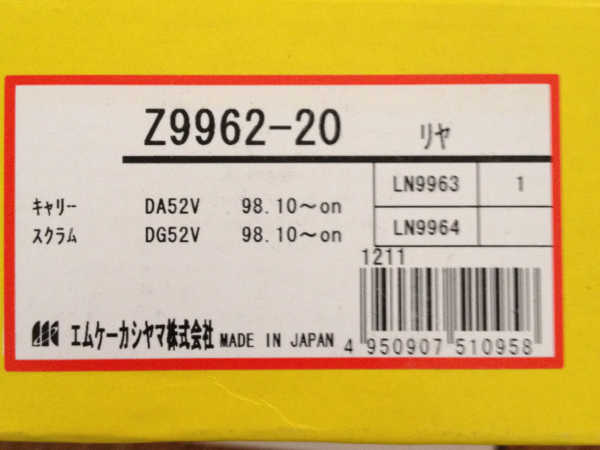 Z9962-20 リヤ
LN9963 1
LN9964
キャリー DA52V 98.10〜on
スクラム DG52V 98.10〜on
1211
エムケーカシヤマ株式会社 MADE IN JAPAN
4 950907 510958